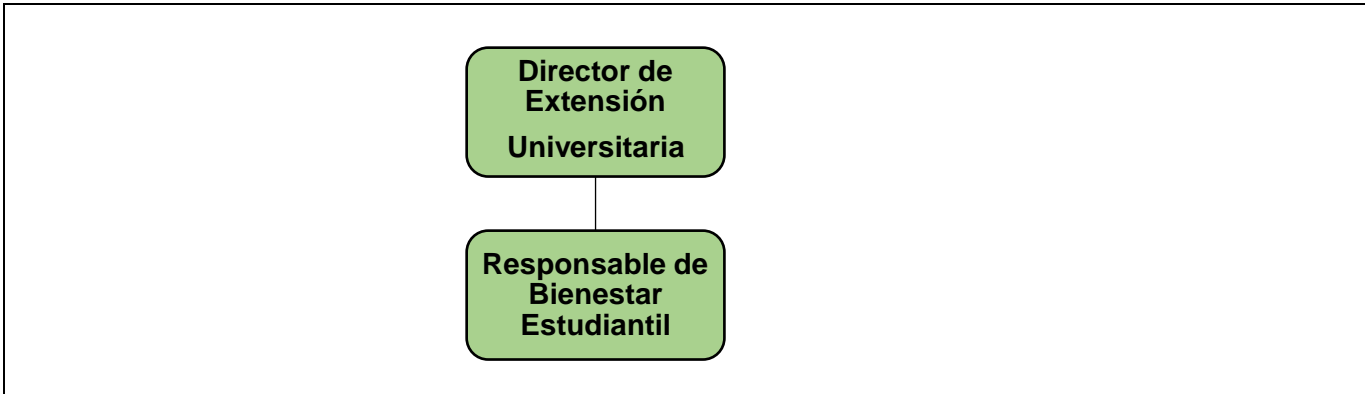 Director de
Extensión
Universitaria
Responsable de
Bienestar
Estudiantil